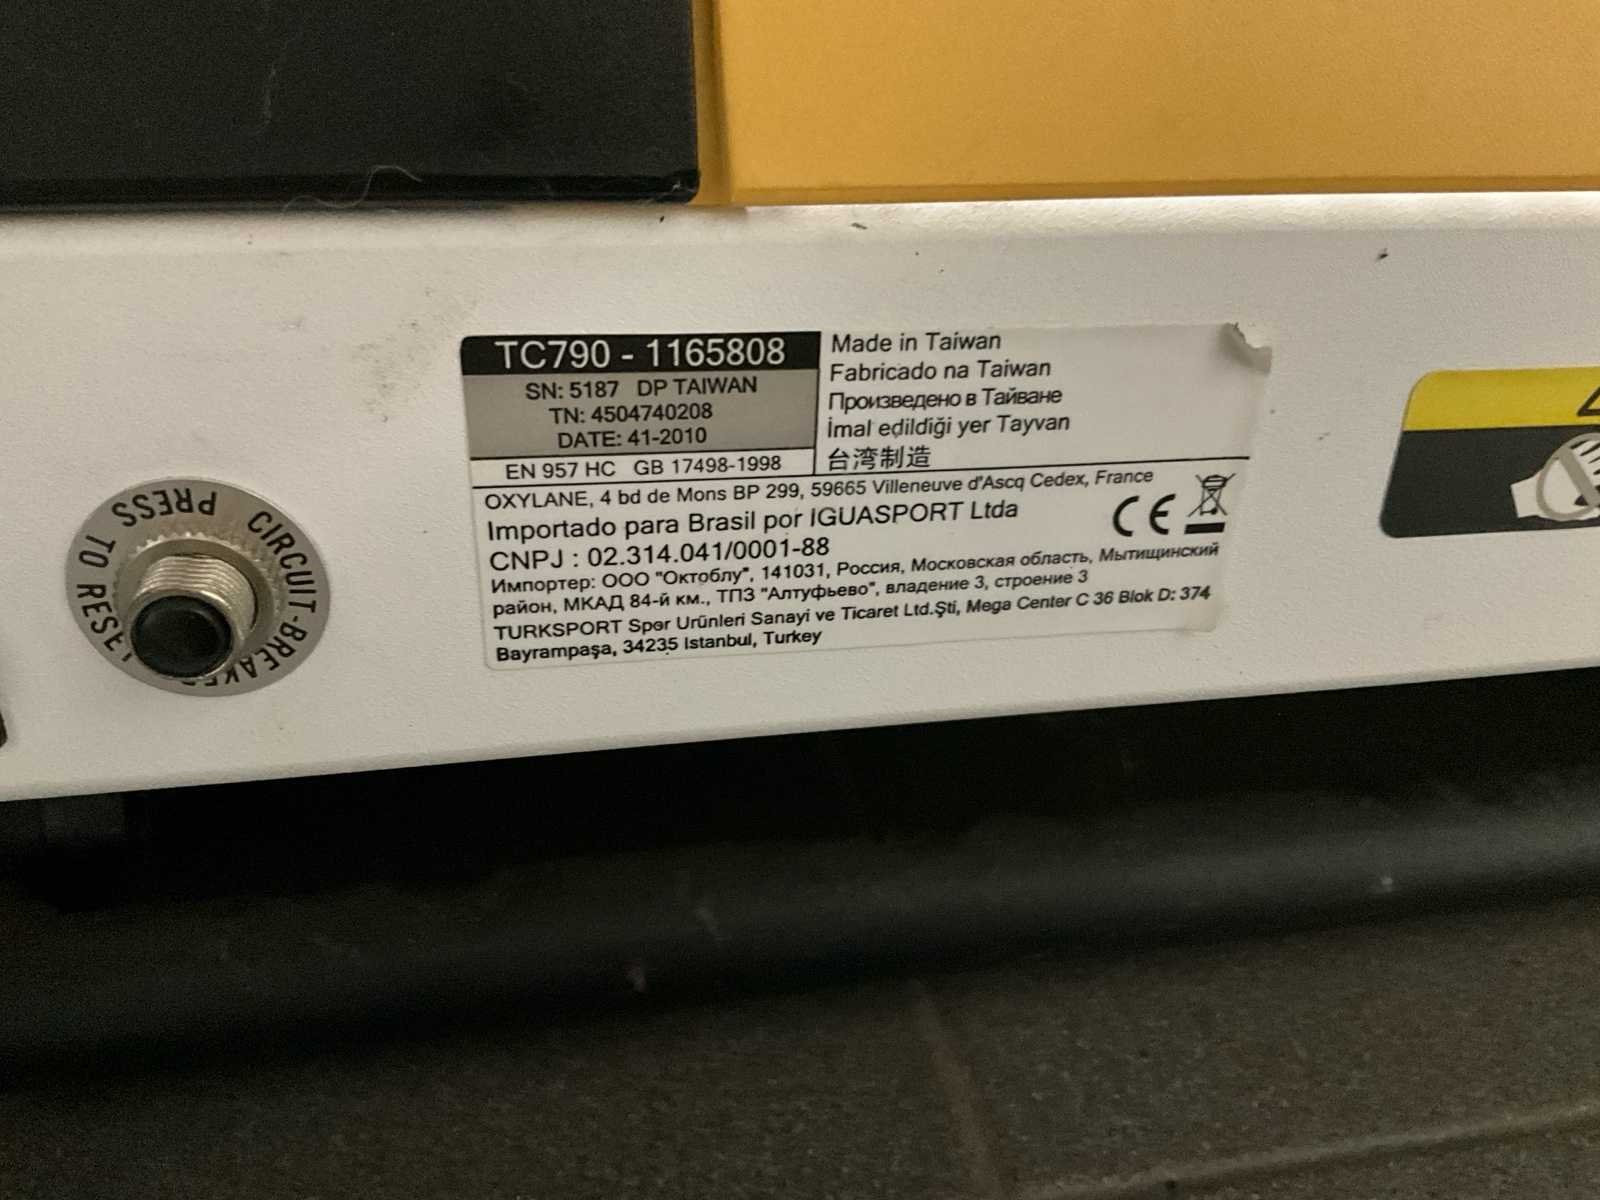 TC790 - 1165808
SN: 5187 DP TAIWAN
TN: 4504740208
DATE: 41-2010
EN 957 HC GB 17498-1998
Made in Taiwan
Fabricado na Taiwan
Произведено в Тайване
İmal edildiği yer Tayvan
台湾制造
OXYLANE, 4 bd de Mons BP 299, 59665 Villeneuve d'Ascq Cedex, France
Importado para Brasil por IGUASPORT Ltda
CNPJ : 02.314.041/0001-88
CE
Импортер: ООО "Октоблу", 141031, Россия, Московская область, Мытищинский
район, МКАД 84-й км., ТПЗ "Алтуфьево", владение 3, строение 3
TURKSPORT Spor Urünleri Sanayi ve Ticaret Ltd.Şti, Mega Center C 36 Blok D: 374
Bayrampaşa, 34235 Istanbul, Turkey
CIRCUIT-BREAKER
PRESS TO RESET